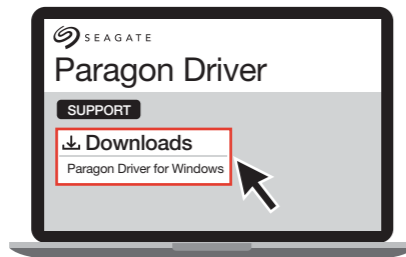 SEAGATE
Paragon Driver
SUPPORT
Downloads
Paragon Driver for Windows